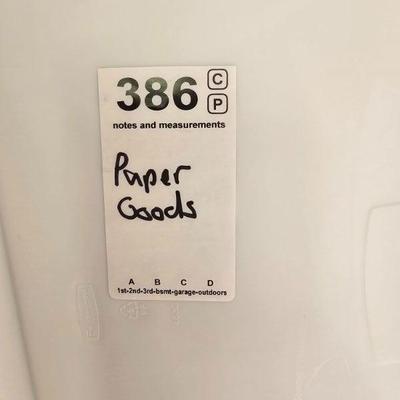 386 C
P
notes and measurements
Paper
Goods
A B C D
1st-2nd-3rd-bsmt-garage-outdoors